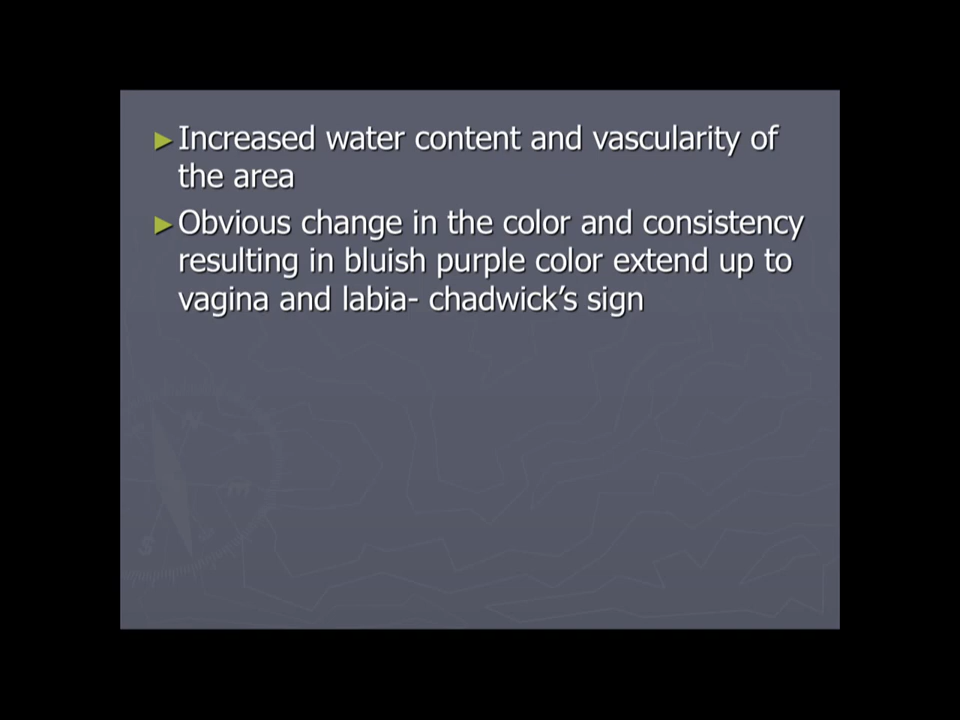 ►Increased water content and vascularity of
the area
►Obvious change in the color and consistency
resulting in bluish purple color extend up to
vagina and labia- chadwick’s sign